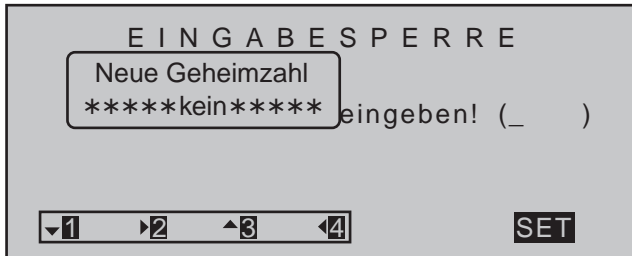 EINGABESPERRE
Neue Geheimzahl
*****kein*****
eingeben! (_ )
▾1 ▸2 ▴3 ◂4 SET